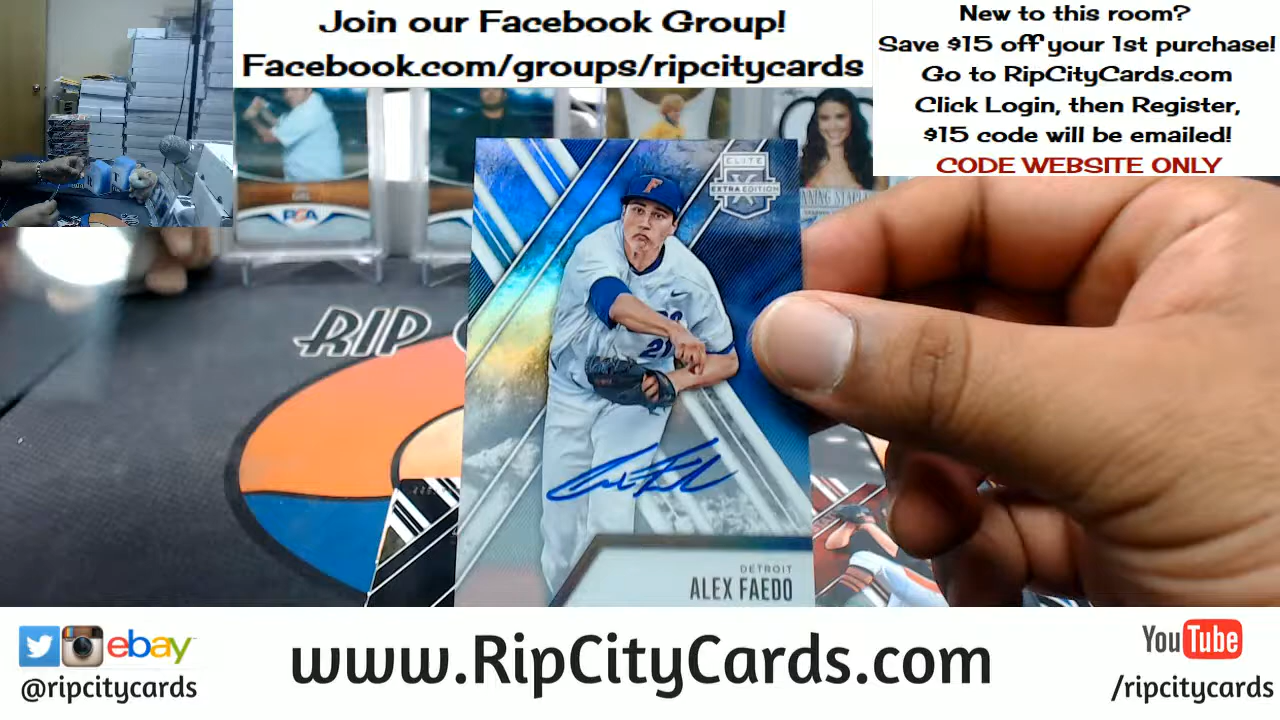 Join our Facebook Group!
Facebook.com/groups/ripcitycards
New to this room?
Save $15 off your 1st purchase!
Go to RipCityCards.com
Click Login, then Register,
$15 code will be emailed!
CODE WEBSITE ONLY
PSA
ELITE
EXTRA EDITION
RIP
F
21
DETROIT
ALEX FAEDO
ebay
@ripcitycards
www.RipCityCards.com
YouTube
/ripcitycards